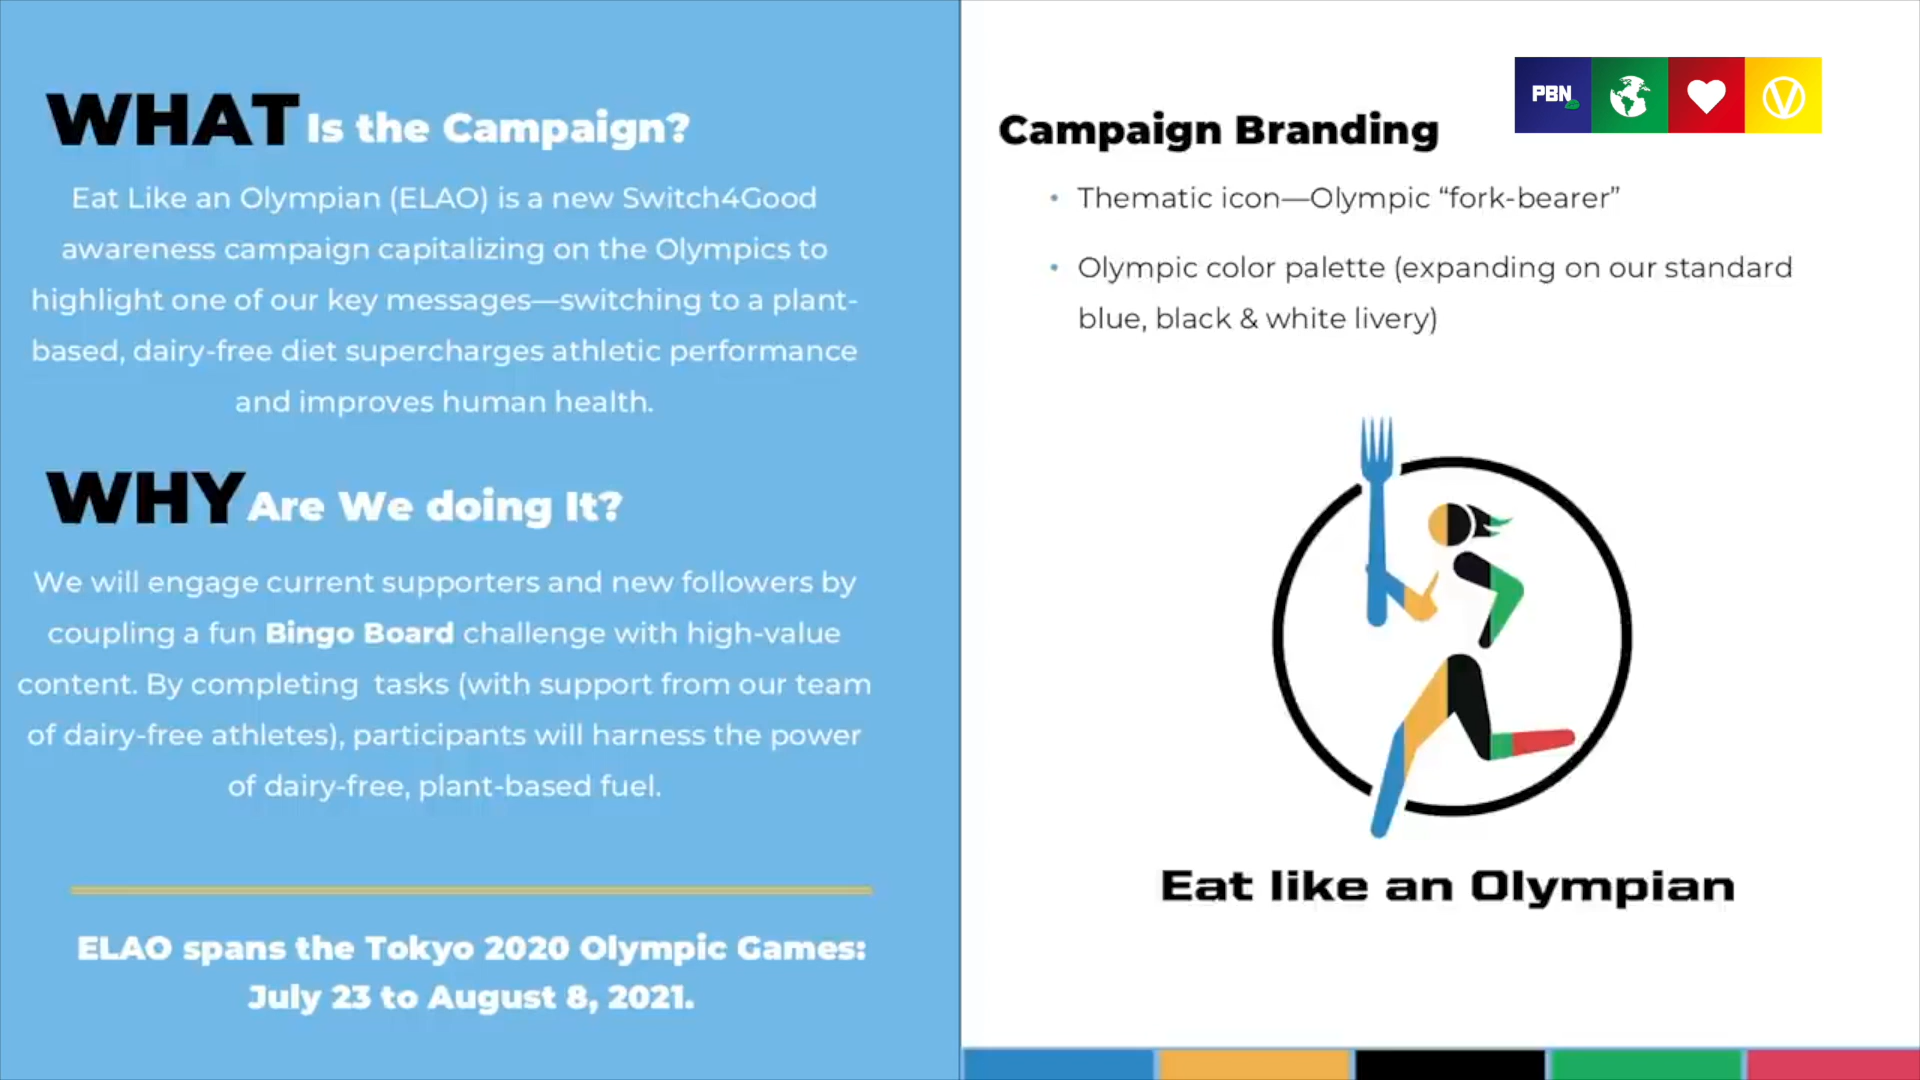 WHAT Is the Campaign?
Eat Like an Olympian (ELAO) is a new Switch4Good
awareness campaign capitalizing on the Olympics to
highlight one of our key messages—switching to a plant-
based, dairy-free diet supercharges athletic performance
and improves human health.
WHY Are We doing It?
We will engage current supporters and new followers by
coupling a fun Bingo Board challenge with high-value
content. By completing tasks (with support from our team
of dairy-free athletes), participants will harness the power
of dairy-free, plant-based fuel.
ELAO spans the Tokyo 2020 Olympic Games:
July 23 to August 8, 2021.
PBN
V
Campaign Branding
• Thematic icon—Olympic “fork-bearer”
• Olympic color palette (expanding on our standard
blue, black & white livery)
Eat like an Olympian